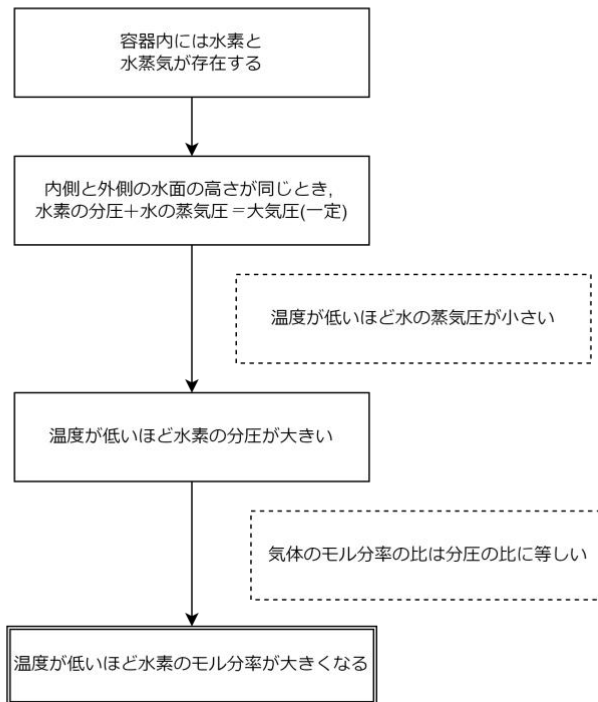 容器内には水素と
水蒸気が存在する
内側と外側の水面の高さが同じとき,
水素の分圧＋水の蒸気圧＝大気圧(一定)
温度が低いほど水の蒸気圧が小さい
温度が低いほど水素の分圧が大きい
気体のモル分率の比は分圧の比に等しい
温度が低いほど水素のモル分率が大きくなる